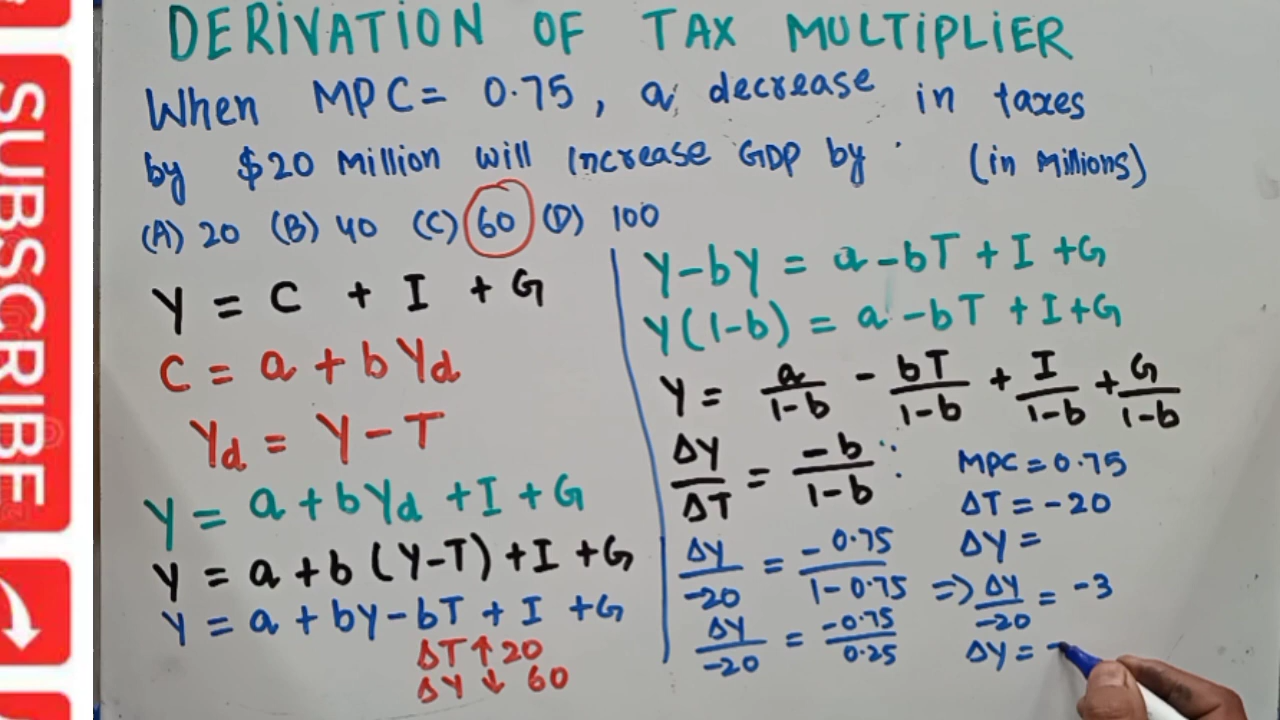 SUBSCRIBE
DERIVATION OF TAX MULTIPLIER
When MPC= 0.75, a decrease in taxes
by $20 Million will Increase GDP by (in Millions)
(A) 20 (B) 40 (C) 60 (D) 100
Y = C + I + G
C = a + bYd
Yd = Y - T
Y = a + bYd + I + G
Y = a + b (Y-T) + I + G
Y = a + by - bT + I + G
ΔT ↑ 20
ΔY ↓ 60
Y - bY = a - bT + I + G
Y(1-b) = a - bT + I + G
Y = a/1-b - bT/1-b + I/1-b + G/1-b
ΔY/ΔT = -b/1-b
ΔY/-20 = -0.75/1-0.75
ΔY/-20 = -0.75/0.25
MPC = 0.75
ΔT = -20
ΔY =
=> ΔY/-20 = -3
ΔY = -